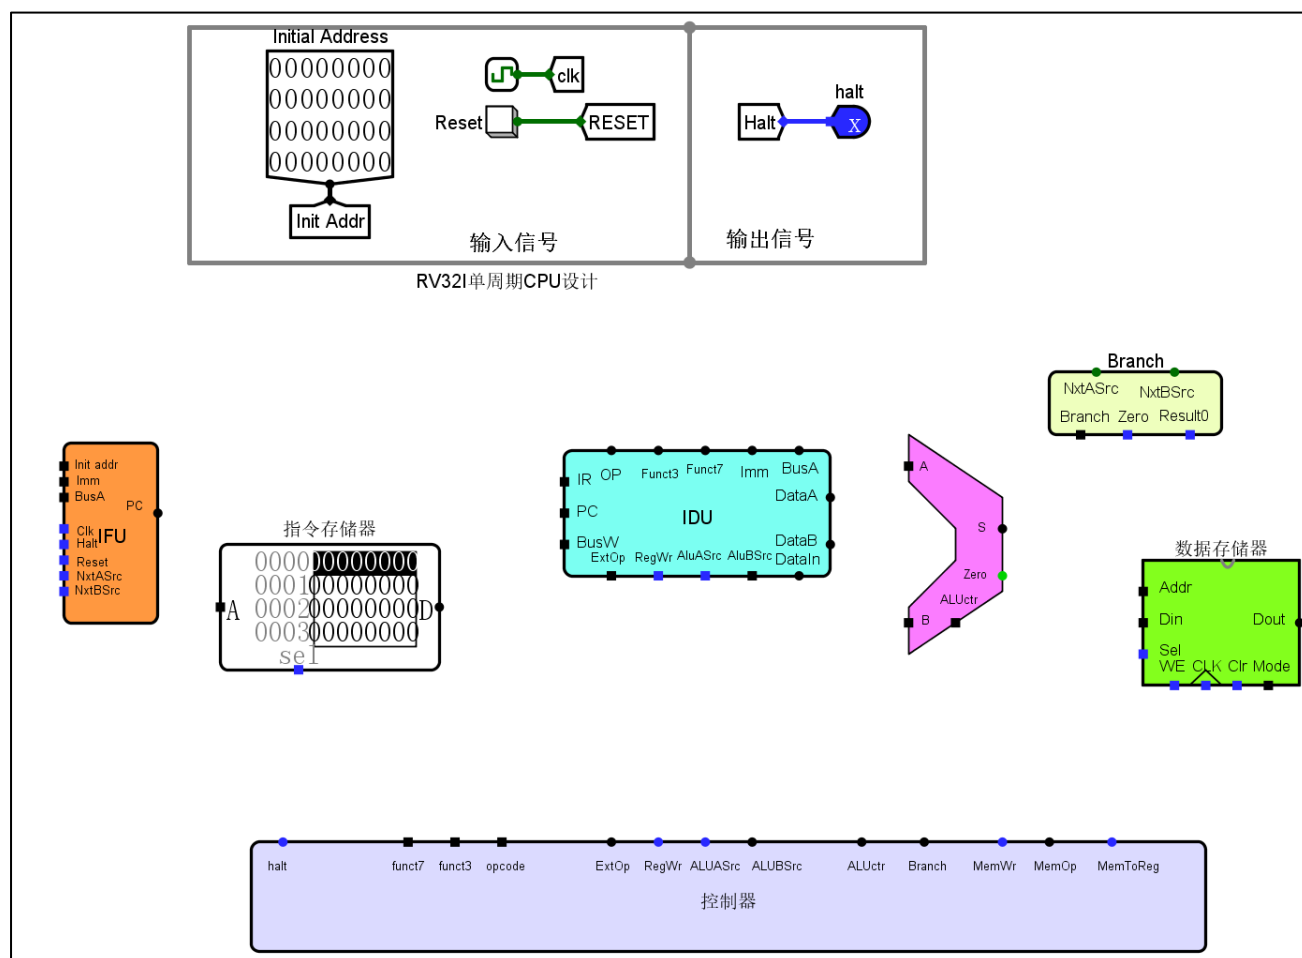 Initial Address
00000000
00000000
00000000
00000000
Init Addr
clk
Reset
RESET
输入信号
halt
Halt
x
输出信号
RV32I单周期CPU设计
Branch
NxtASrc
NxtBSrc
Branch
Zero
Result0
Init addr
Imm
BusA
PC
Clk
IFU
Halt
Reset
NxtASrc
NxtBSrc
指令存储器
0000 00000000
0001 00000000
0002 00000000
0003 00000000
A
D
sel
IR
OP
Funct3
Funct7
Imm
BusA
DataA
PC
IDU
BusW
DataB
ExtOp
RegWr
AluASrc
AluBSrc
DataIn
A
S
Zero
ALUctr
B
数据存储器
Addr
Din
Dout
Sel
WE
CLK
Clr
Mode
halt
funct7
funct3
opcode
ExtOp
RegWr
ALUASrc
ALUBSrc
ALUctr
Branch
MemWr
MemOp
MemToReg
控制器